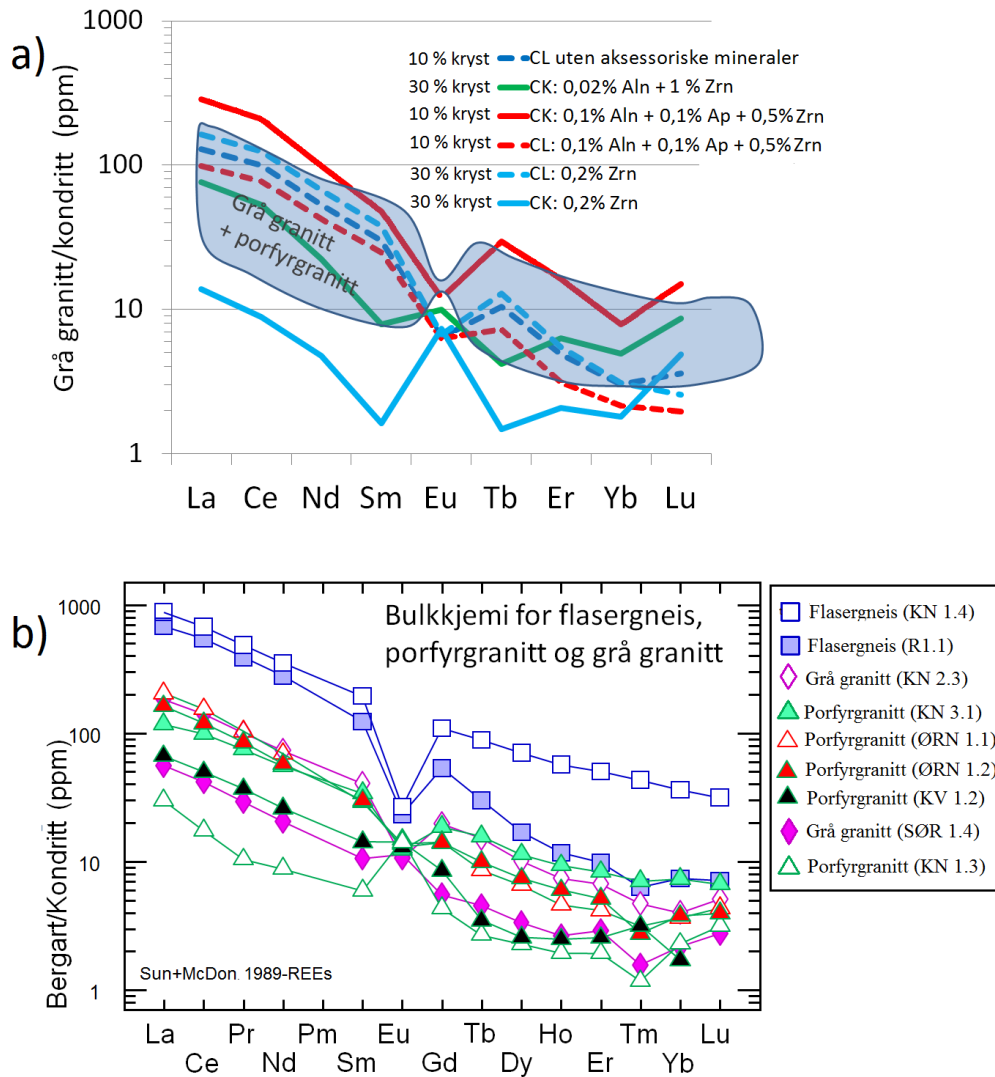 a)
Grå granitt/kondritt (ppm)
1000
100
10
1
10 % kryst CL uten aksessoriske mineraler
30 % kryst CK: 0,02% Aln + 1 % Zrn
10 % kryst CK: 0,1% Aln + 0,1% Ap + 0,5% Zrn
10 % kryst CL: 0,1% Aln + 0,1% Ap + 0,5% Zrn
30 % kryst CL: 0,2% Zrn
30 % kryst CK: 0,2% Zrn
Grå granitt
+ porfyrgranitt
La Ce Nd Sm Eu Tb Er Yb Lu
b)
Bergart/Kondritt (ppm)
1000
100
10
1
Bulkkjemi for flasergneis,
porfyrgranitt og grå granitt
Sun+McDon. 1989-REEs
La Pr Pm Eu Tb Ho Tm Lu
Ce Nd Sm Gd Dy Er Yb
Flasergneis (KN 1.4)
Flasergneis (R1.1)
Grå granitt (KN 2.3)
Porfyrgranitt (KN 3.1)
Porfyrgranitt (ØRN 1.1)
Porfyrgranitt (ØRN 1.2)
Porfyrgranitt (KV 1.2)
Grå granitt (SØR 1.4)
Porfyrgranitt (KN 1.3)